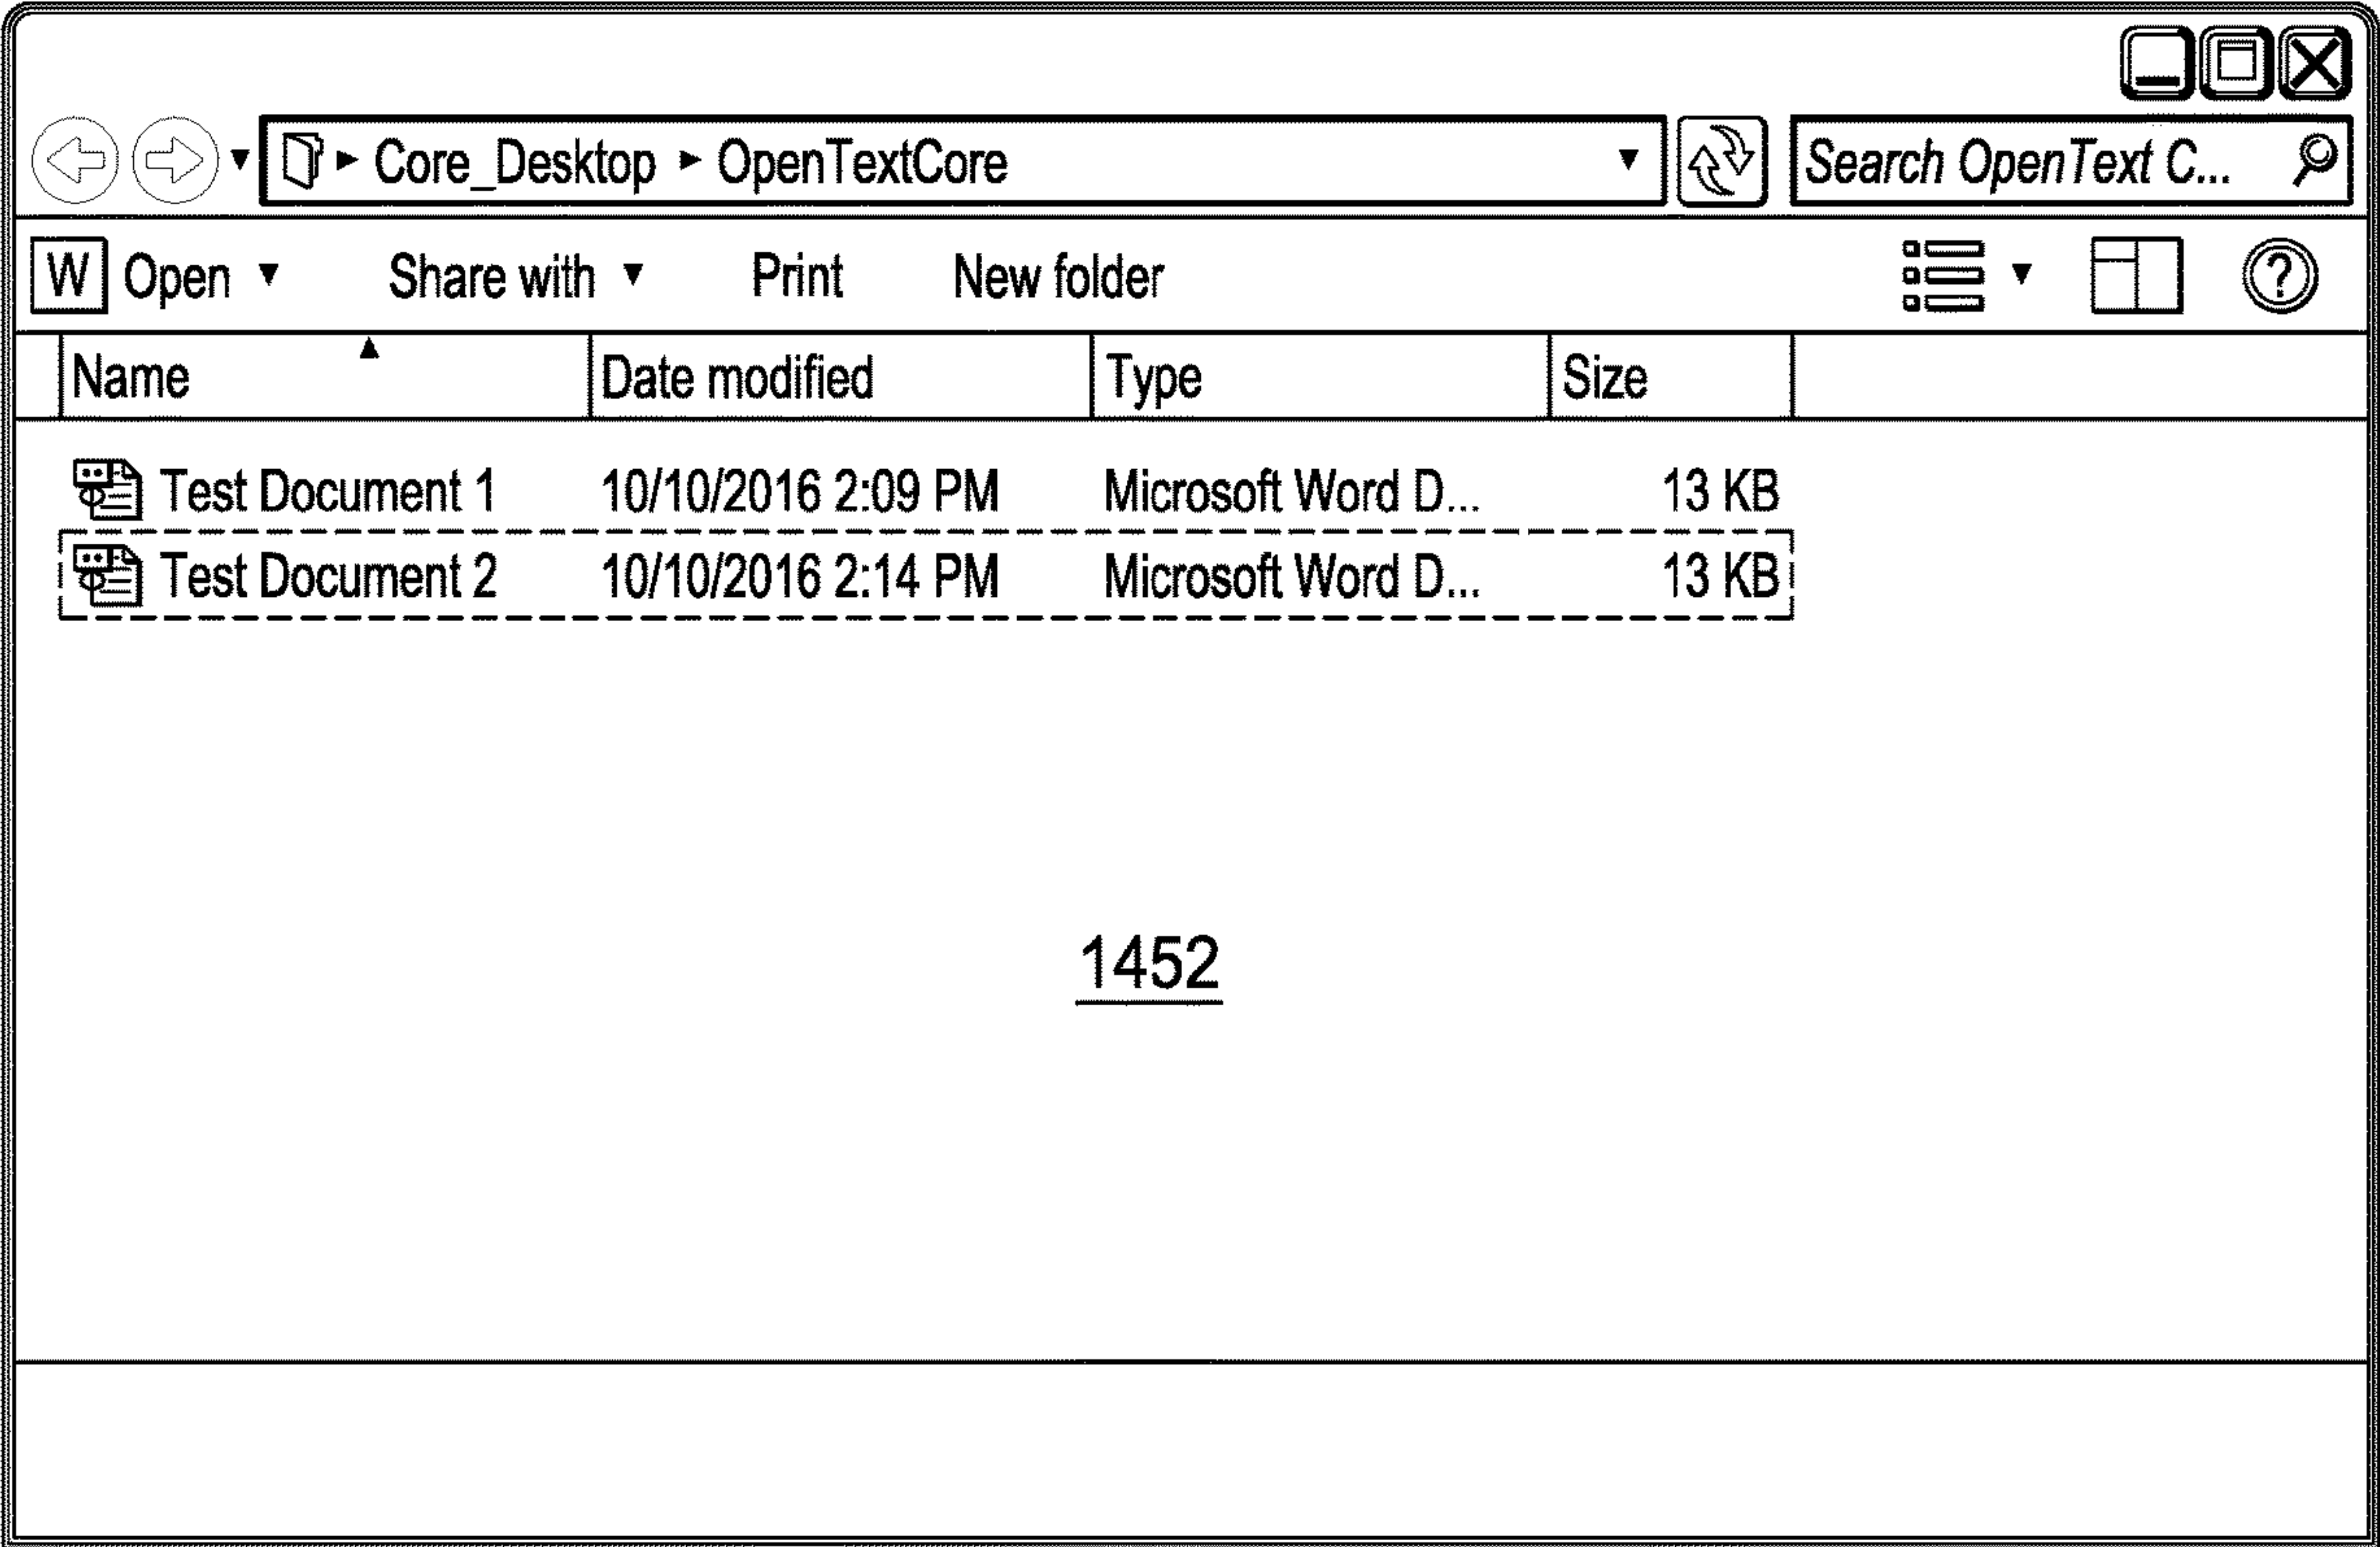 Core_Desktop OpenTextCore Search OpenText C...
W Open Share with Print New folder ?
Name Date modified Type Size
Test Document 1 10/10/2016 2:09 PM Microsoft Word D... 13 KB
Test Document 2 10/10/2016 2:14 PM Microsoft Word D... 13 KB
1452